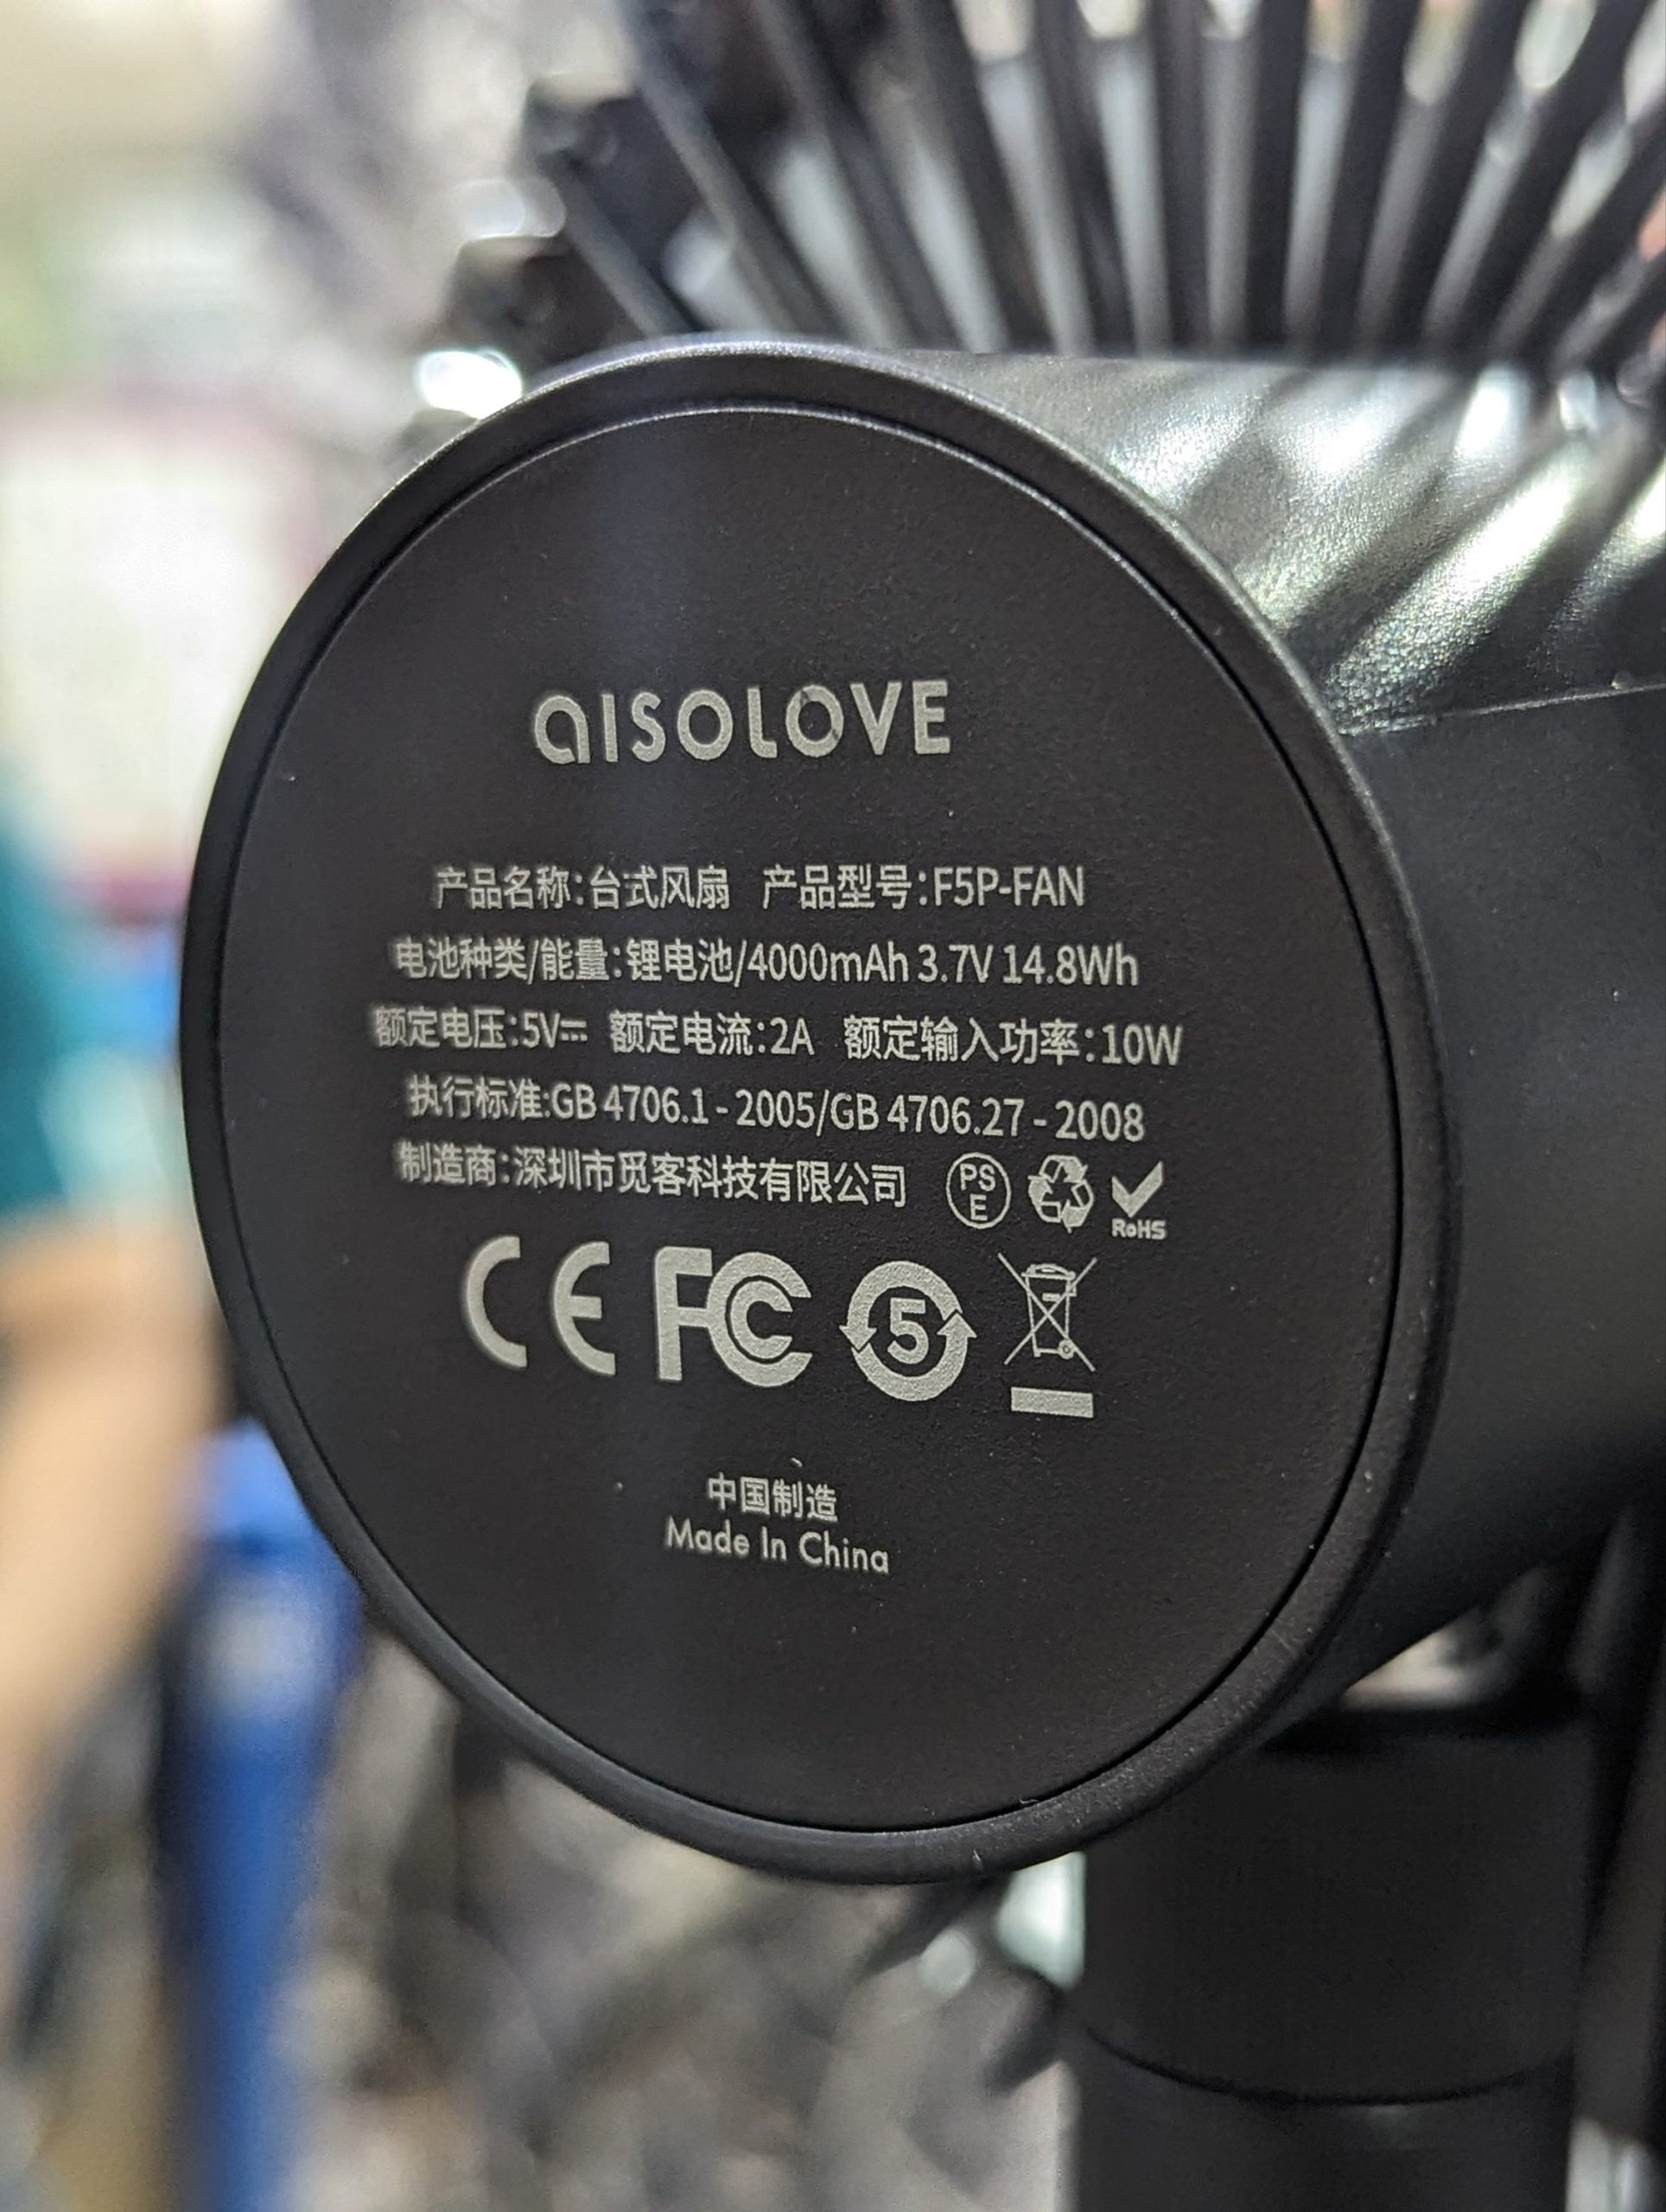 aISOLOVE
产品名称:台式风扇 产品型号:F5P-FAN
电池种类/能量:锂电池/4000mAh 3.7V 14.8Wh
额定电压:5V⎓ 额定电流:2A 额定输入功率:10W
执行标准:GB 4706.1 - 2005/GB 4706.27 - 2008
制造商:深圳市觅客科技有限公司 PSE RoHS
CE FC 5
中国制造
Made In China